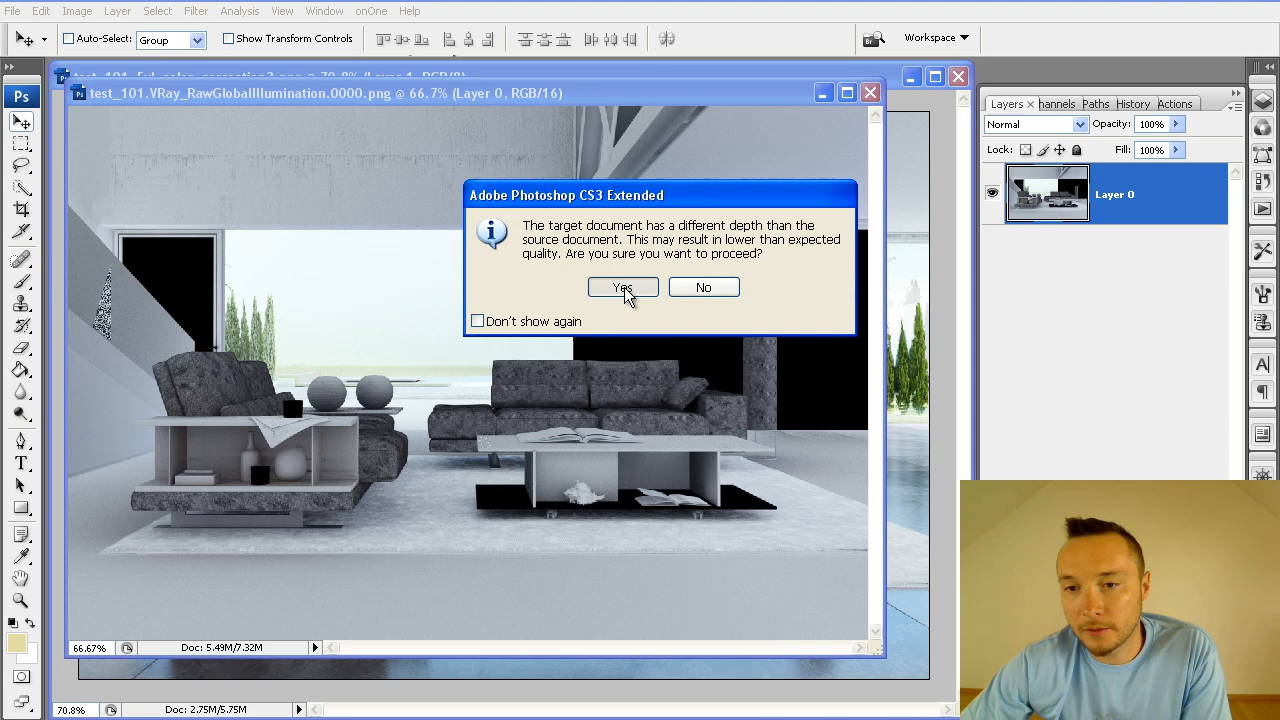 File Edit Image Layer Select Filter Analysis View Window onOne Help
Auto-Select: Group Show Transform Controls Workspace
test_101.VRay_RawGlobalIllumination.0000.png @ 66.7% (Layer 0, RGB/16)
Ps
Layers x hannels Paths History Actions
Normal Opacity: 100%
Lock: Fill: 100%
Layer 0
Adobe Photoshop CS3 Extended
The target document has a different depth than the
source document. This may result in lower than expected
quality. Are you sure you want to proceed?
Yes No
Don't show again
66.67% Doc: 5.49M/7.32M
70.8% Doc: 2.75M/5.75M